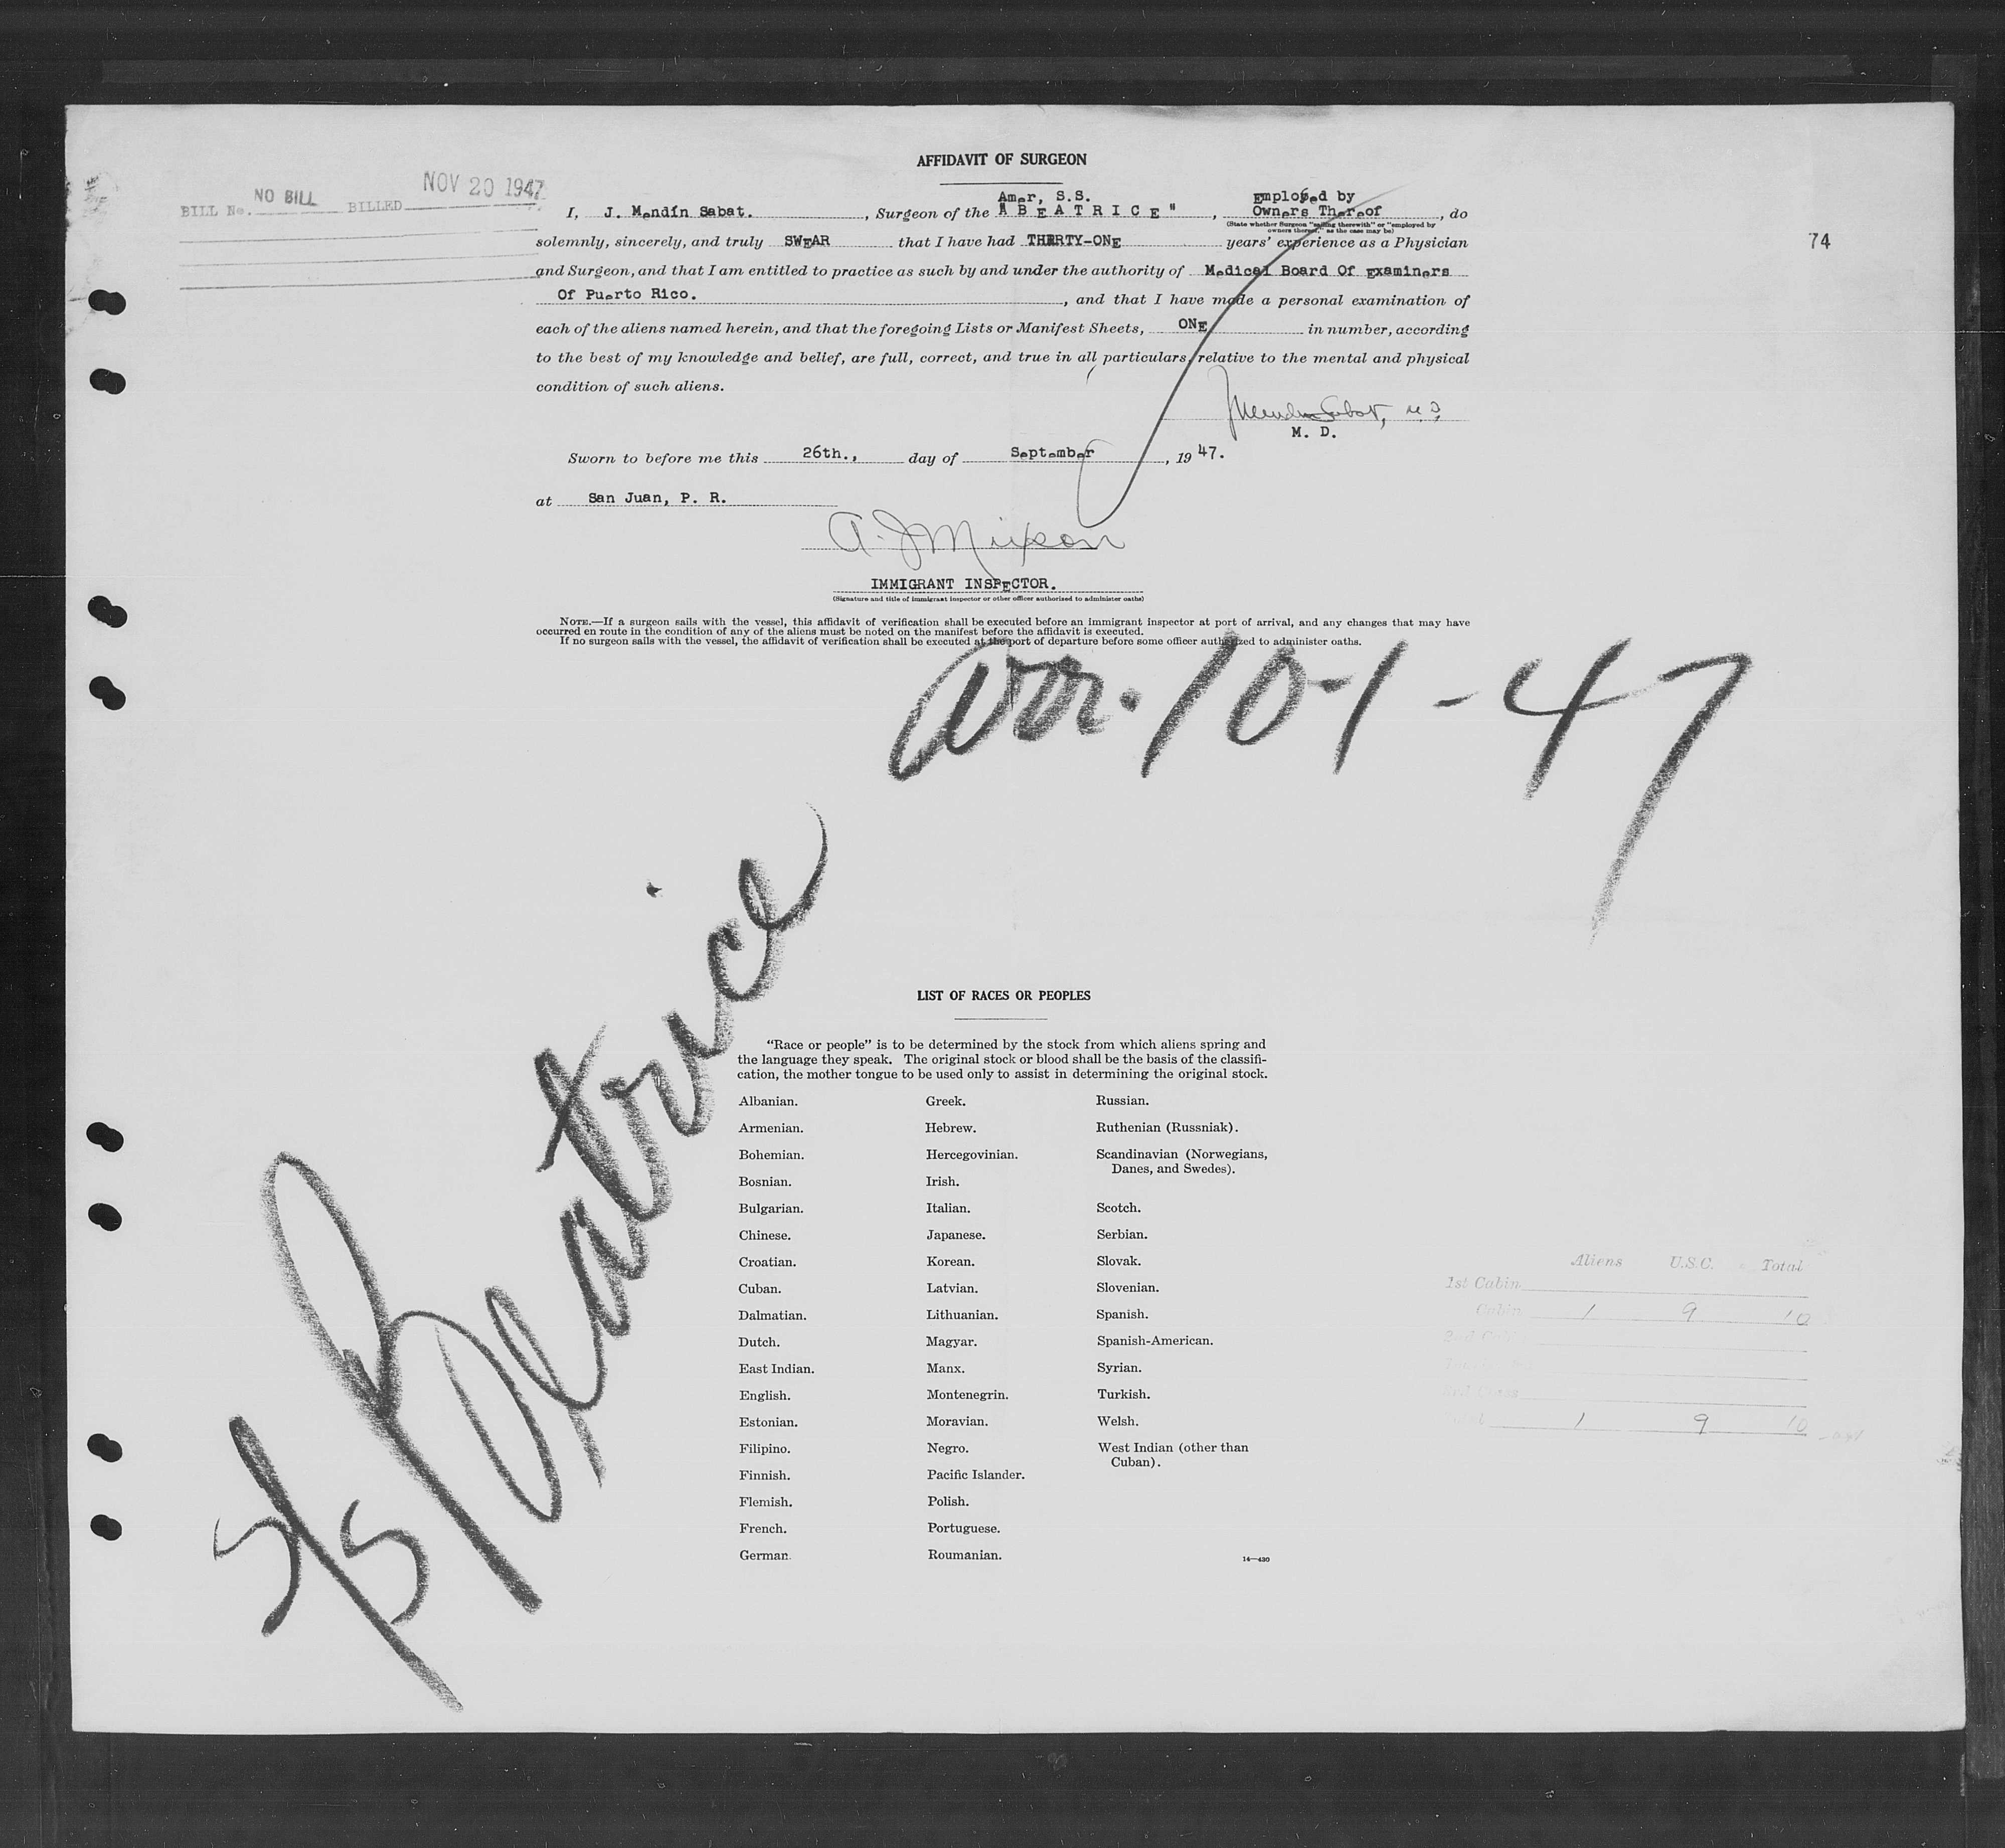 AFFIDAVIT OF SURGEON
BILL No. NO BILL BILLED NOV 20 1947
74
Amer, S.S. Employed by
I, J. Mendín Sabat. , Surgeon of the "BEATRICE" , Owners Thereof , do
(State whether Surgeon "sailing therewith" or "employed by
owners thereof," as the case may be)
solemnly, sincerely, and truly SWEAR that I have had THIRTY-ONE years' experience as a Physician
and Surgeon, and that I am entitled to practice as such by and under the authority of Medical Board Of Examiners
Of Puerto Rico. , and that I have made a personal examination of
each of the aliens named herein, and that the foregoing Lists or Manifest Sheets, ONE in number, according
to the best of my knowledge and belief, are full, correct, and true in all particulars, relative to the mental and physical
condition of such aliens.
J Mendin Sabat, M.D.
M. D.
Sworn to before me this 26th., day of September , 19 47.
at San Juan, P. R.
A. J Mixson
IMMIGRANT INSPECTOR.
(Signature and title of immigrant inspector or other officer authorized to administer oaths)
NOTE.—If a surgeon sails with the vessel, this affidavit of verification shall be executed before an immigrant inspector at port of arrival, and any changes that may have
occurred en route in the condition of any of the aliens must be noted on the manifest before the affidavit is executed.
If no surgeon sails with the vessel, the affidavit of verification shall be executed at the port of departure before some officer authorized to administer oaths.
Arr. 10-1-47
S/S Beatrice
LIST OF RACES OR PEOPLES
"Race or people" is to be determined by the stock from which aliens spring and
the language they speak. The original stock or blood shall be the basis of the classifi-
cation, the mother tongue to be used only to assist in determining the original stock.
Albanian.
Armenian.
Bohemian.
Bosnian.
Bulgarian.
Chinese.
Croatian.
Cuban.
Dalmatian.
Dutch.
East Indian.
English.
Estonian.
Filipino.
Finnish.
Flemish.
French.
German.
Greek.
Hebrew.
Hercegovinian.
Irish.
Italian.
Japanese.
Korean.
Latvian.
Lithuanian.
Magyar.
Manx.
Montenegrin.
Moravian.
Negro.
Pacific Islander.
Polish.
Portuguese.
Roumanian.
Russian.
Ruthenian (Russniak).
Scandinavian (Norwegians,
Danes, and Swedes).
Scotch.
Serbian.
Slovak.
Slovenian.
Spanish.
Spanish-American.
Syrian.
Turkish.
Welsh.
West Indian (other than
Cuban).
14—430
Aliens U.S.C. Total
1st Cabin
Cabin 1 9 10
1 9 10